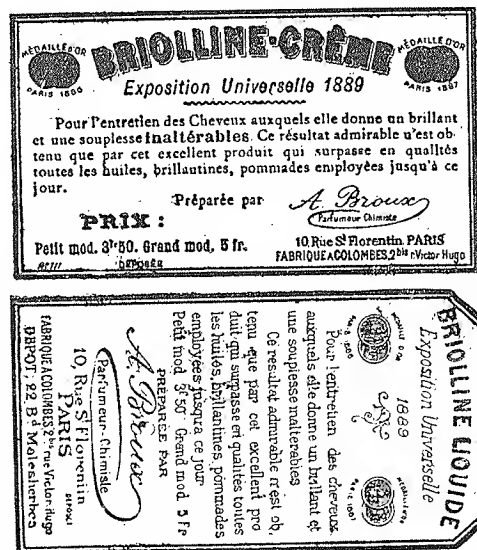 BRIOLLINE-CRÈME
MÉDAILLE D'OR
PARIS 1886
MÉDAILLE D'OR
PARIS 1887
Exposition Universelle 1889
Pour l'entretien des Cheveux auxquels elle donne un brillant
et une souplesse inaltérables. Ce résultat admirable n'est ob-
tenu que par cet excellent produit qui surpasse en qualités
toutes les huiles, brillantines, pommades employées jusqu'à ce
jour.
Préparée par
A. Broux
Parfumeur Chimiste
PRIX :
Petit mod. 3fr50. Grand mod, 5 fr.
DÉPOSÉE
10, Rue St Florentin. PARIS
FABRIQUE A COLOMBES, 2bis r. Victor Hugo
BRIOLLINE LIQUIDE
Exposition Universelle
1889
Pour l'entretien des cheveux
auxquels elle donne un brillant et
une souplesse inalterables
Ce resultat admirable n'est ob,
tenu que par cet excellent pro
duit qui surpasse en qualités toutes
les huiles, brillantines, pommades
employées jusqu'a ce jour
Petit mod 3fr50 Grand mod. 5 fr
PRÉPARÉE PAR
A. Broux
Parfumeur-Chimiste
10, Rue St Florentin
PARIS
DEPOSE
FABRIQUE A COLOMBES, 2bis rue Victor-Hugo
DEPOT: 22, Bd Malesherbes